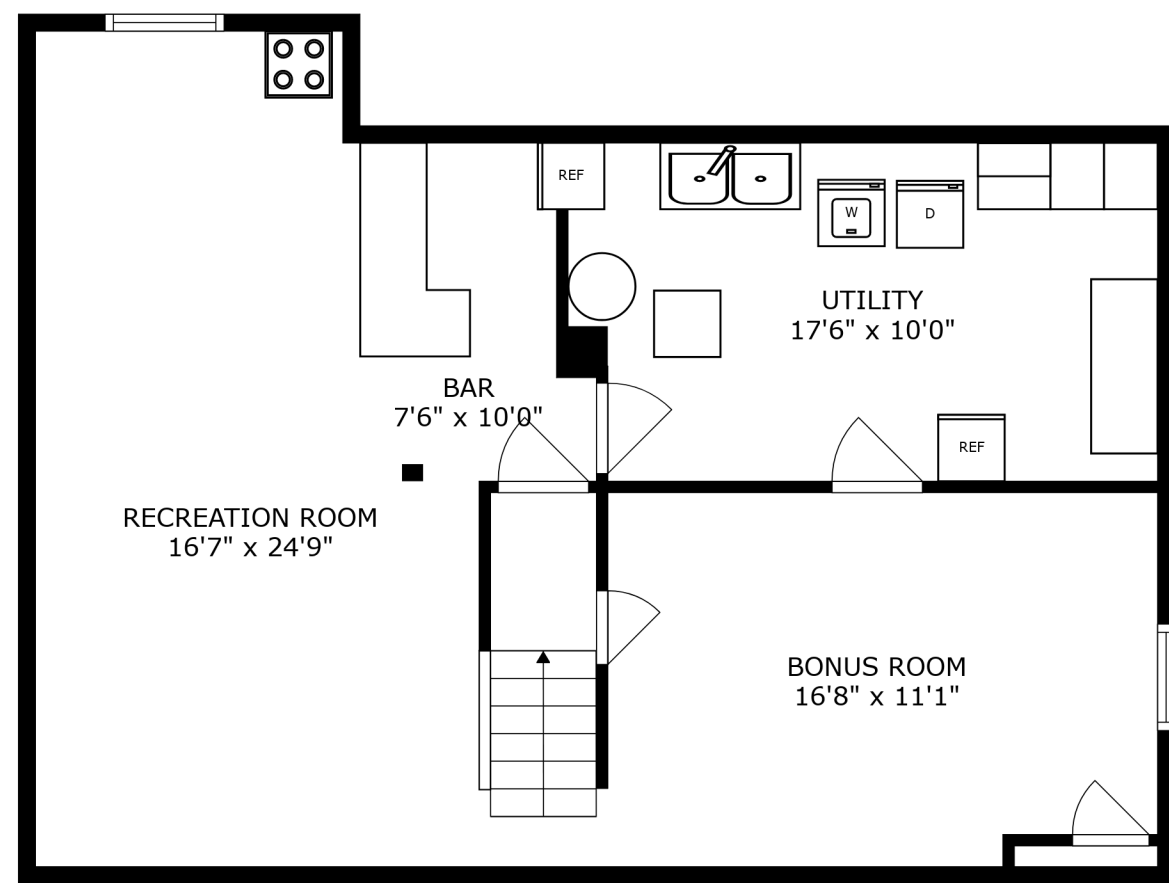 REF
W
D
UTILITY
17'6" x 10'0"
BAR
7'6" x 10'0"
REF
RECREATION ROOM
16'7" x 24'9"
BONUS ROOM
16'8" x 11'1"